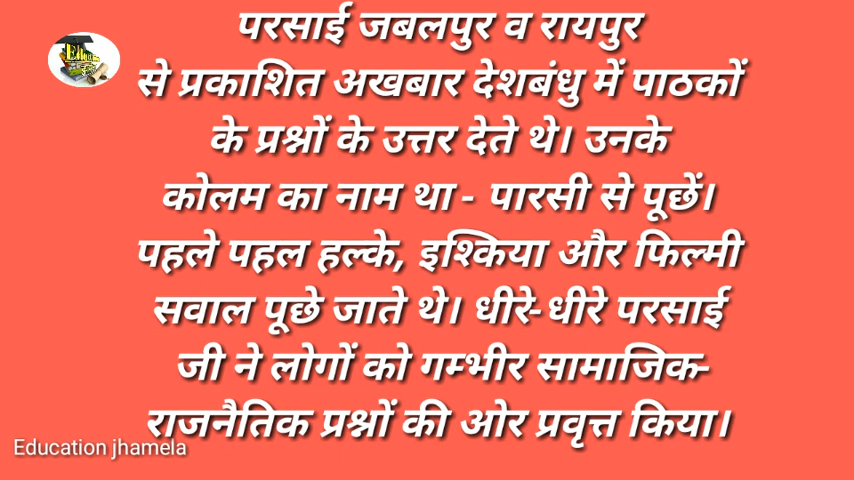 परसाई जबलपुर व रायपुर
से प्रकाशित अखबार देशबंधु में पाठकों
के प्रश्नों के उत्तर देते थे। उनके
कोलम का नाम था - पारसी से पूछें।
पहले पहल हल्के, इश्किया और फिल्मी
सवाल पूछे जाते थे। धीरे-धीरे परसाई
जी ने लोगों को गम्भीर सामाजिक-
राजनैतिक प्रश्नों की ओर प्रवृत्त किया।
Education jhamela